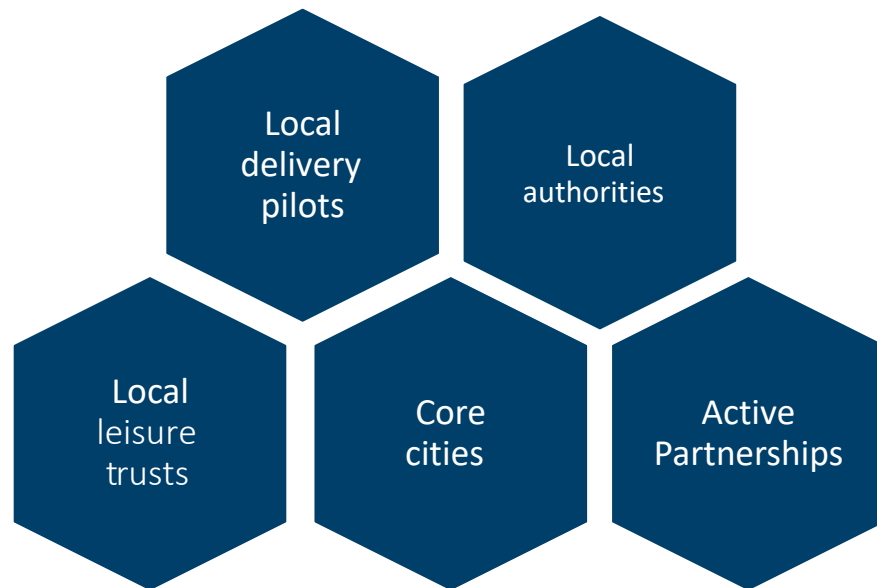 Local
delivery
pilots
Local
authorities
Local
leisure
trusts
Core
cities
Active
Partnerships